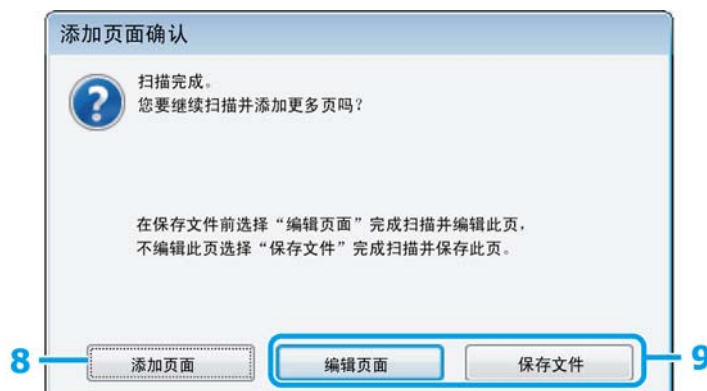 添加页面确认
扫描完成。
您要继续扫描并添加更多页吗？
在保存文件前选择“编辑页面”完成扫描并编辑此页，
不编辑此页选择“保存文件”完成扫描并保存此页。
8 添加页面 编辑页面 保存文件 9